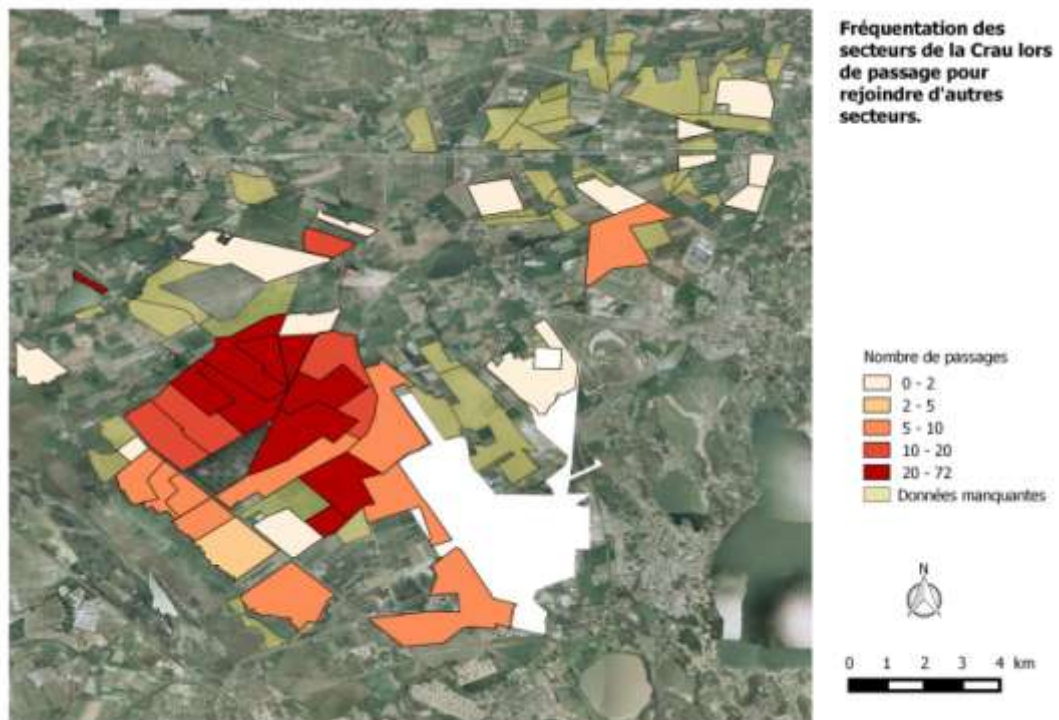 Fréquentation des
secteurs de la Crau lors
de passage pour
rejoindre d'autres
secteurs.
Nombre de passages
0 - 2
2 - 5
5 - 10
10 - 20
20 - 72
Données manquantes
N
0 1 2 3 4 km